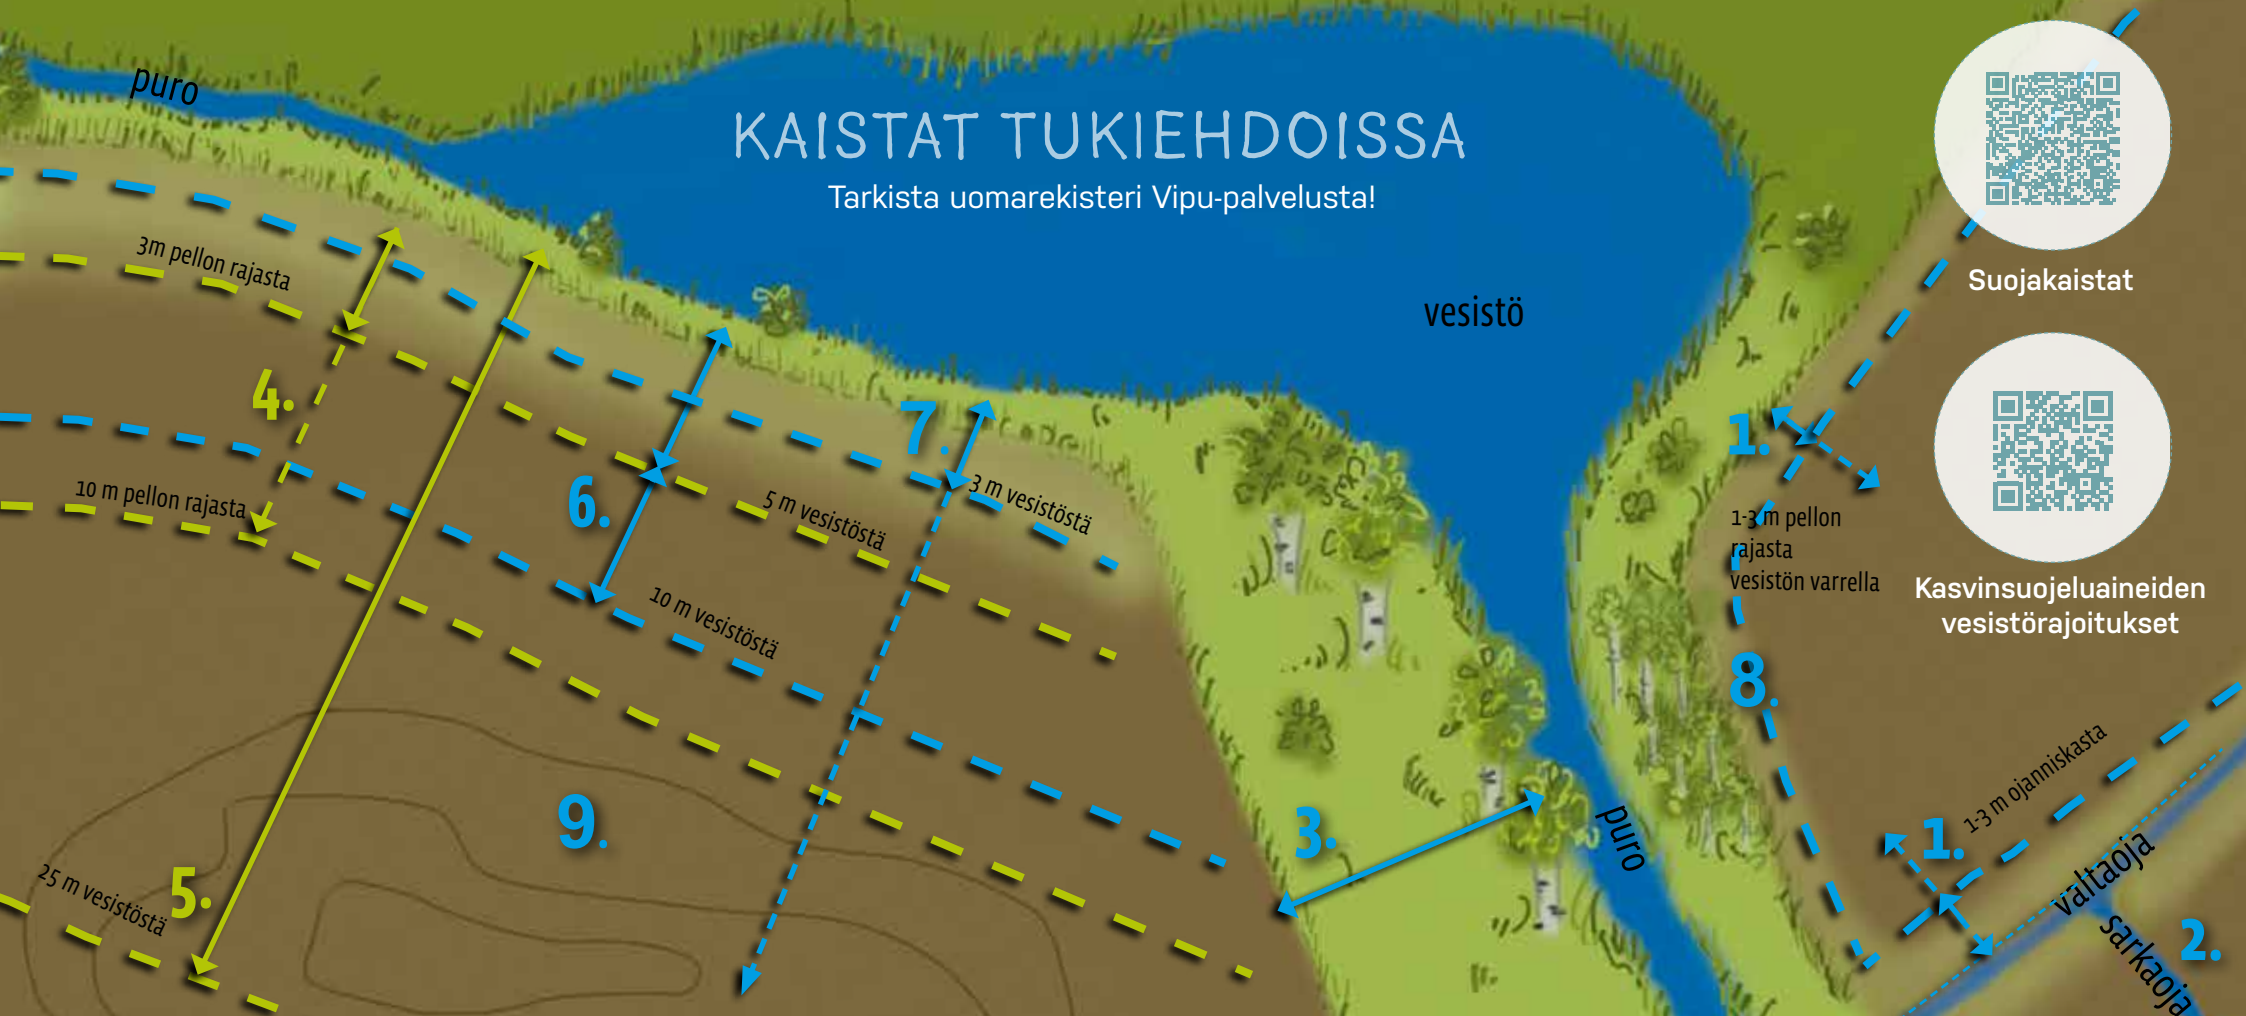 puro
KAISTAT TUKIEHDOISSA
Tarkista uomarekisteri Vipu-palvelusta!
vesistö
Suojakaistat
Kasvinsuojeluaineiden
vesistörajoitukset
3m pellon rajasta
4.
10 m pellon rajasta
5.
25 m vesistöstä
6.
5 m vesistöstä
10 m vesistöstä
7.
3 m vesistöstä
9.
3.
puro
1.
1-3 m pellon
rajasta
vesistön varrella
8.
1.
1-3 m ojanniskasta
valtaoja
sarkaoja
2.